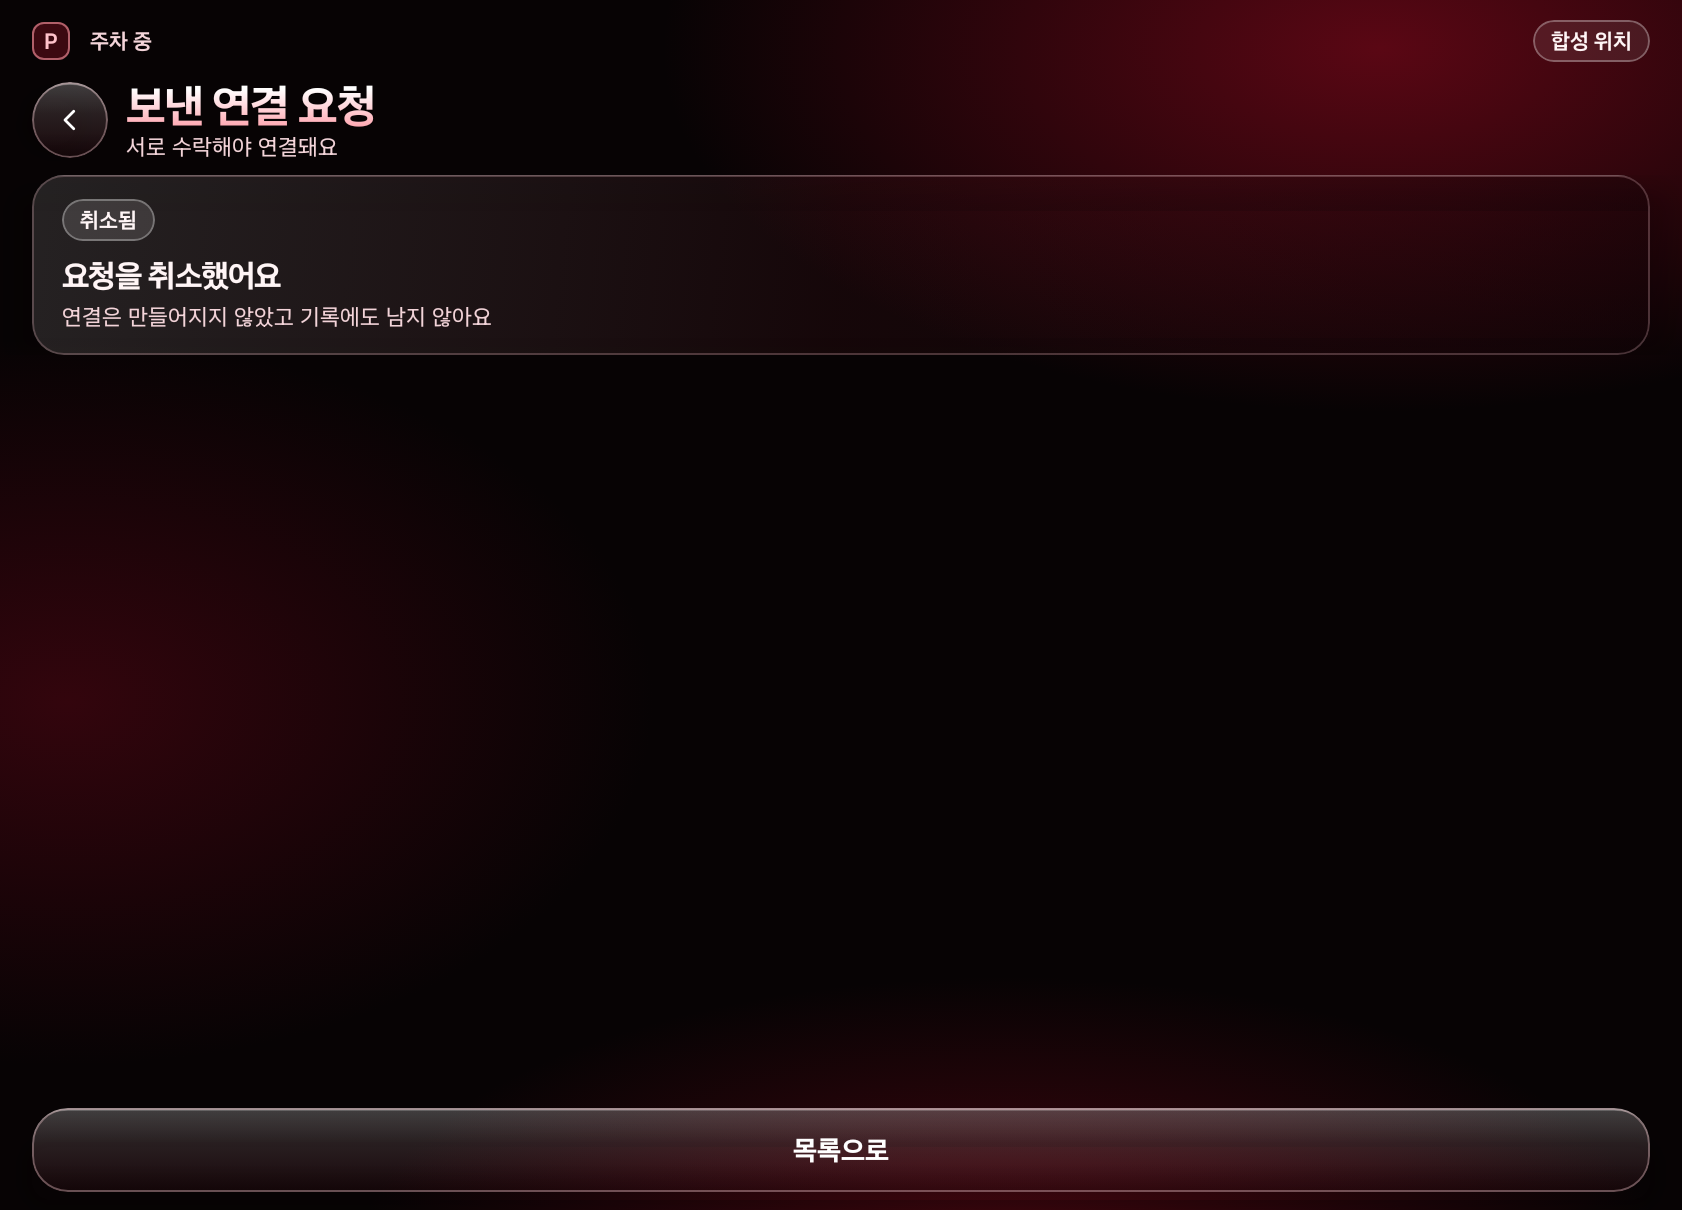 P 주차 중
합성 위치
보낸 연결 요청
서로 수락해야 연결돼요
취소됨
요청을 취소했어요
연결은 만들어지지 않았고 기록에도 남지 않아요
목록으로